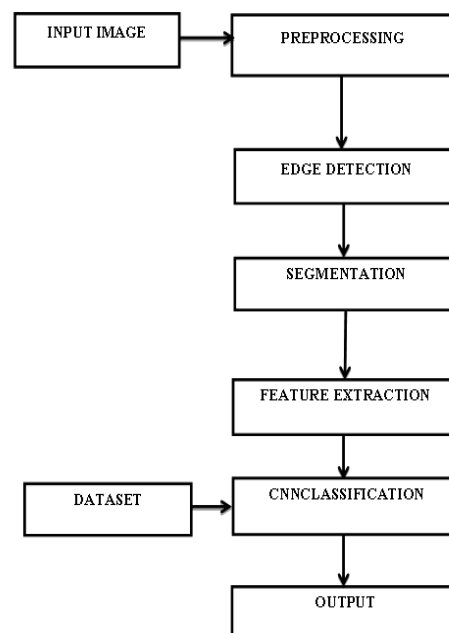 INPUT IMAGE
PREPROCESSING
EDGE DETECTION
SEGMENTATION
FEATURE EXTRACTION
DATASET
CNNCLASSIFICATION
OUTPUT